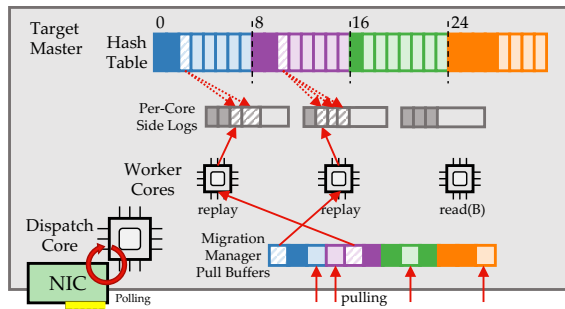 0 8 16 24
Target
Master
Hash
Table
Per-Core
Side Logs
Worker
Cores
replay replay read(B)
Dispatch
Core
Migration
Manager
Pull Buffers
NIC
Polling
pulling